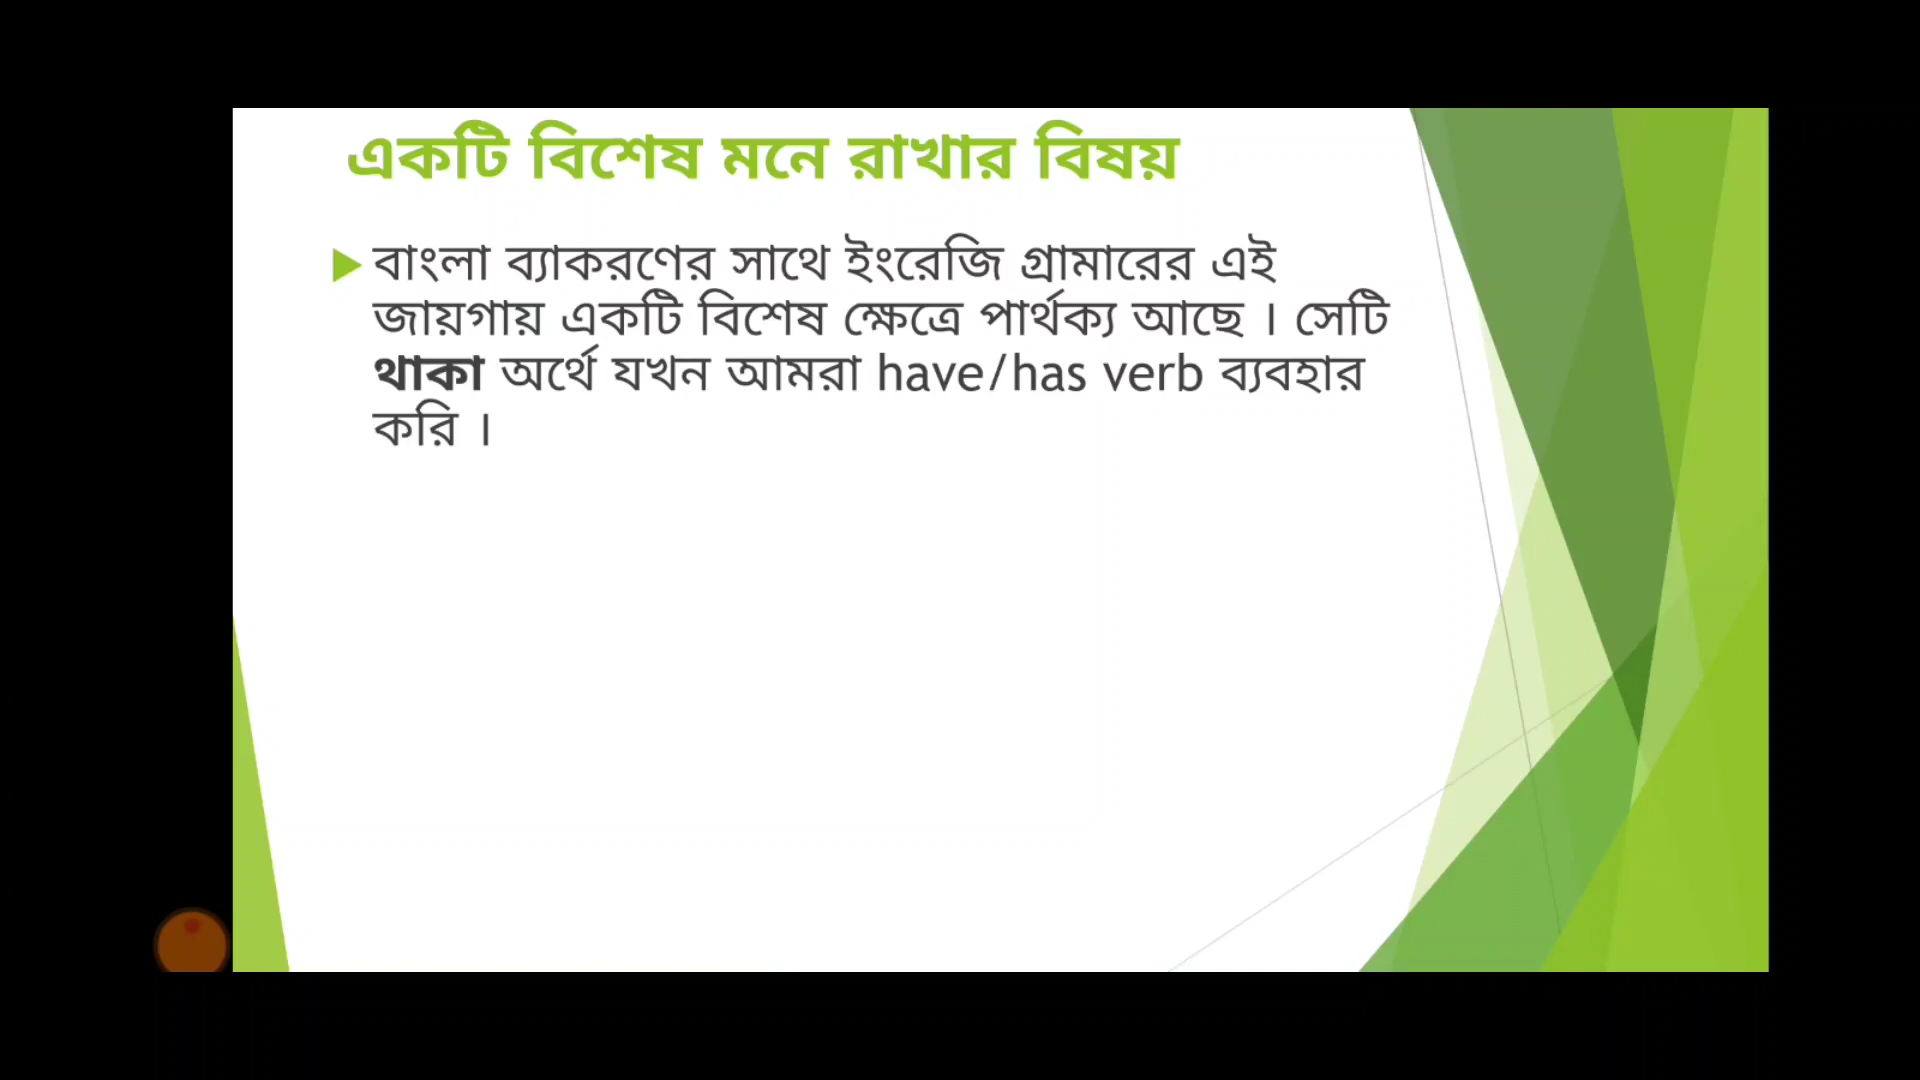 একটি বিশেষ মনে রাখার বিষয়
বাংলা ব্যাকরণের সাথে ইংরেজি গ্রামারের এই
জায়গায় একটি বিশেষ ক্ষেত্রে পার্থক্য আছে । সেটি
থাকা অর্থে যখন আমরা have/has verb ব্যবহার
করি ।